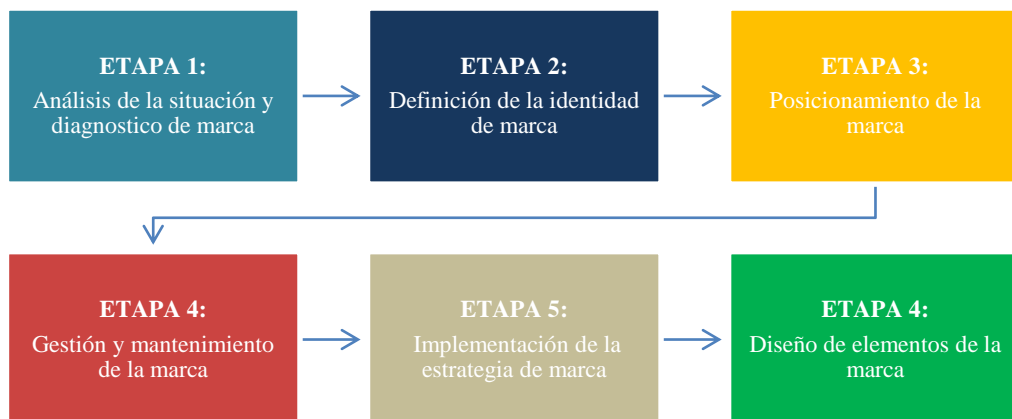 ETAPA 1:
Análisis de la situación y
diagnostico de marca
ETAPA 2:
Definición de la identidad
de marca
ETAPA 3:
Posicionamiento de la
marca
ETAPA 4:
Gestión y mantenimiento
de la marca
ETAPA 5:
Implementación de la
estrategia de marca
ETAPA 4:
Diseño de elementos de la
marca